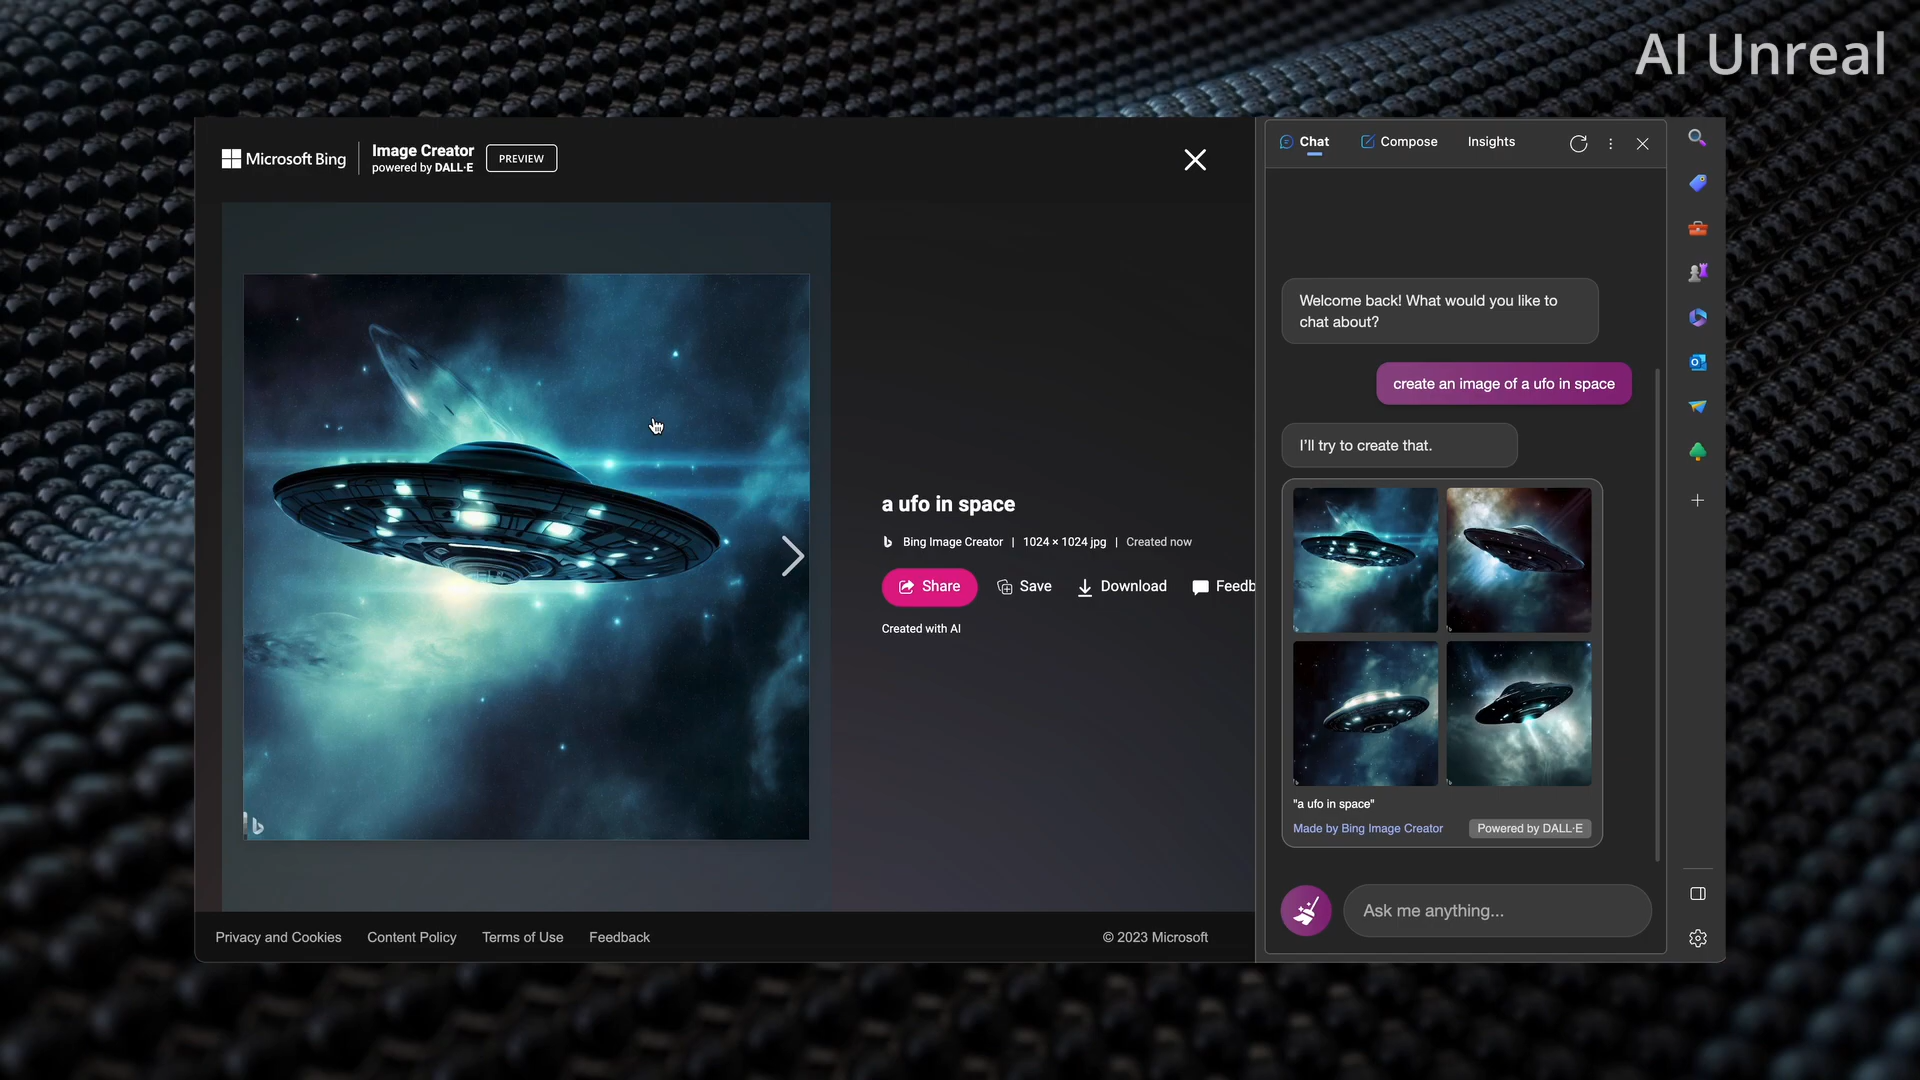 AI Unreal
Microsoft Bing
Image Creator
powered by DALL·E
PREVIEW
a ufo in space
Bing Image Creator | 1024 × 1024 jpg | Created now
Share
Save
Download
Feedb
Created with AI
Privacy and Cookies
Content Policy
Terms of Use
Feedback
© 2023 Microsoft
Chat
Compose
Insights
Welcome back! What would you like to
chat about?
create an image of a ufo in space
I'll try to create that.
"a ufo in space"
Made by Bing Image Creator
Powered by DALL·E
Ask me anything...